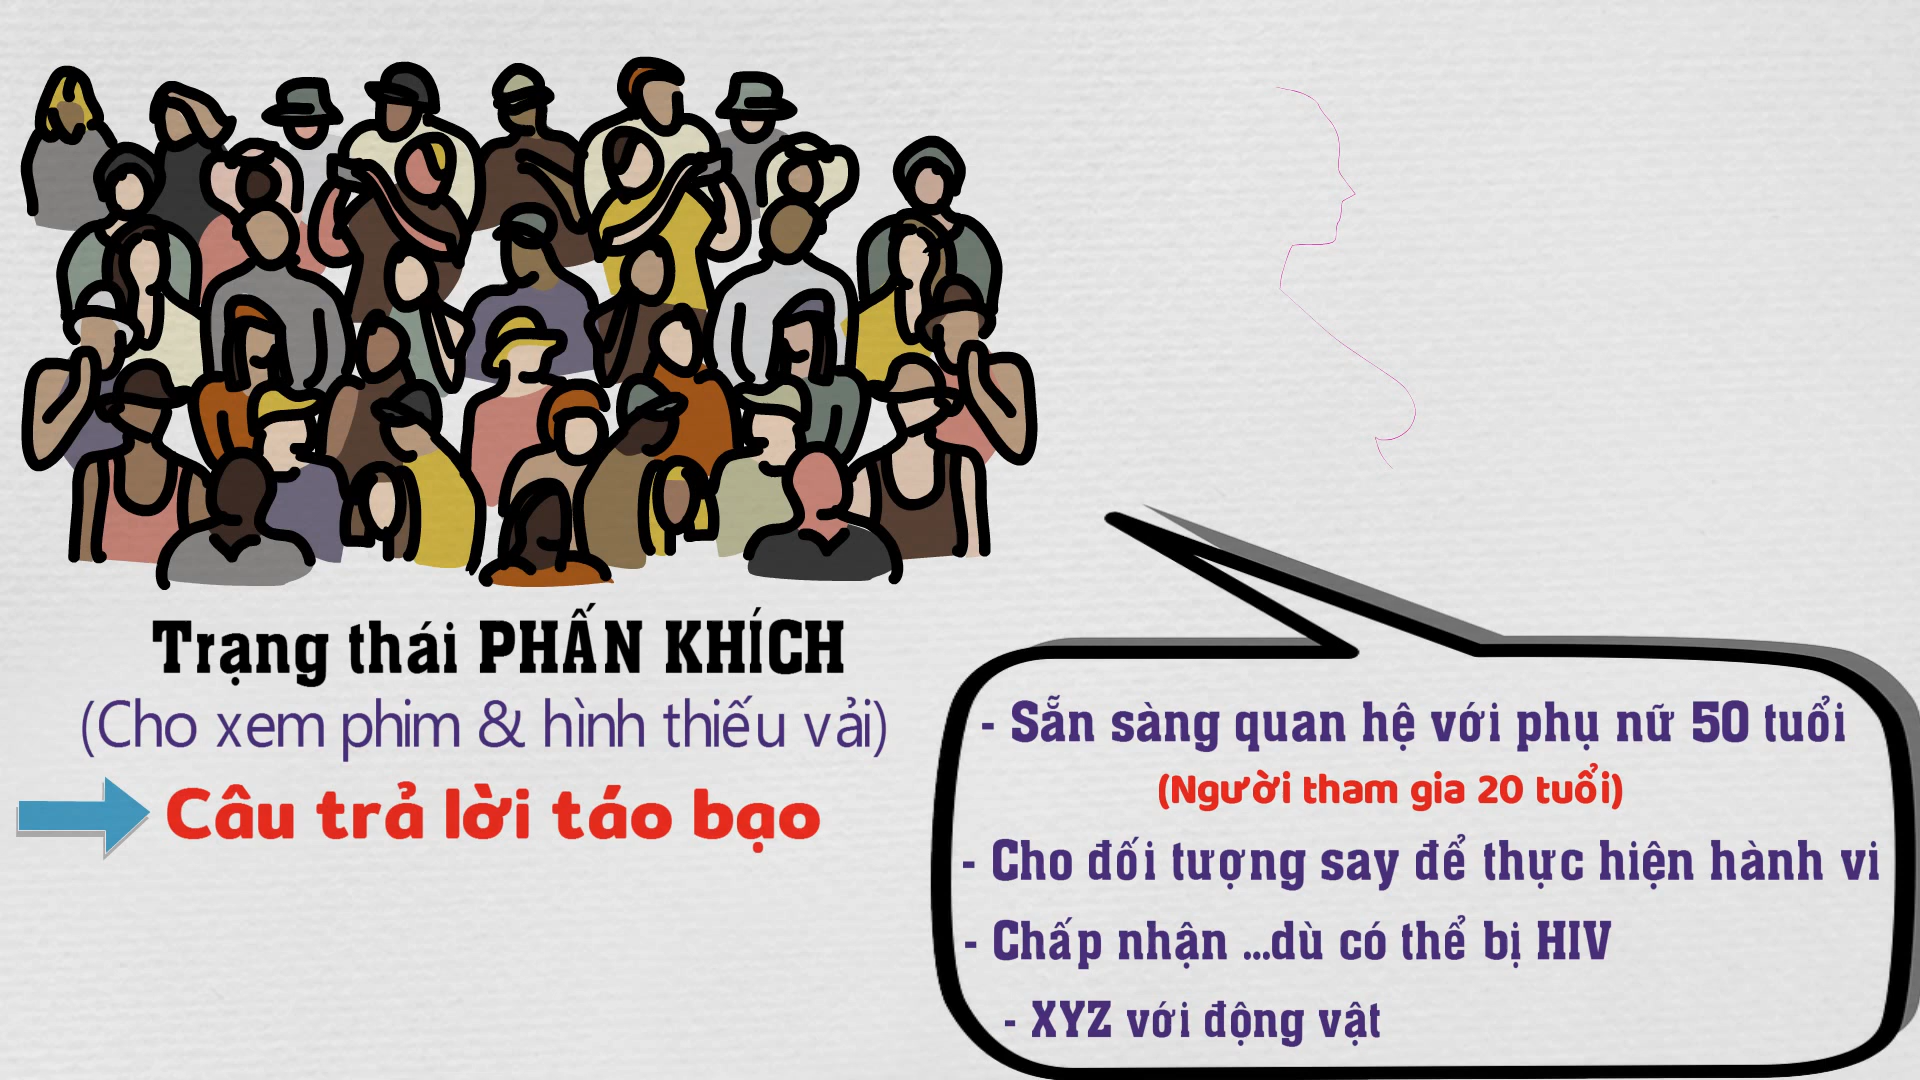 Trạng thái PHẤN KHÍCH
(Cho xem phim & hình thiếu vải)
Câu trả lời táo bạo
- Sẵn sàng quan hệ với phụ nữ 50 tuổi
(Người tham gia 20 tuổi)
- Cho đối tượng say để thực hiện hành vi
- Chấp nhận ...dù có thể bị HIV
- XYZ với động vật